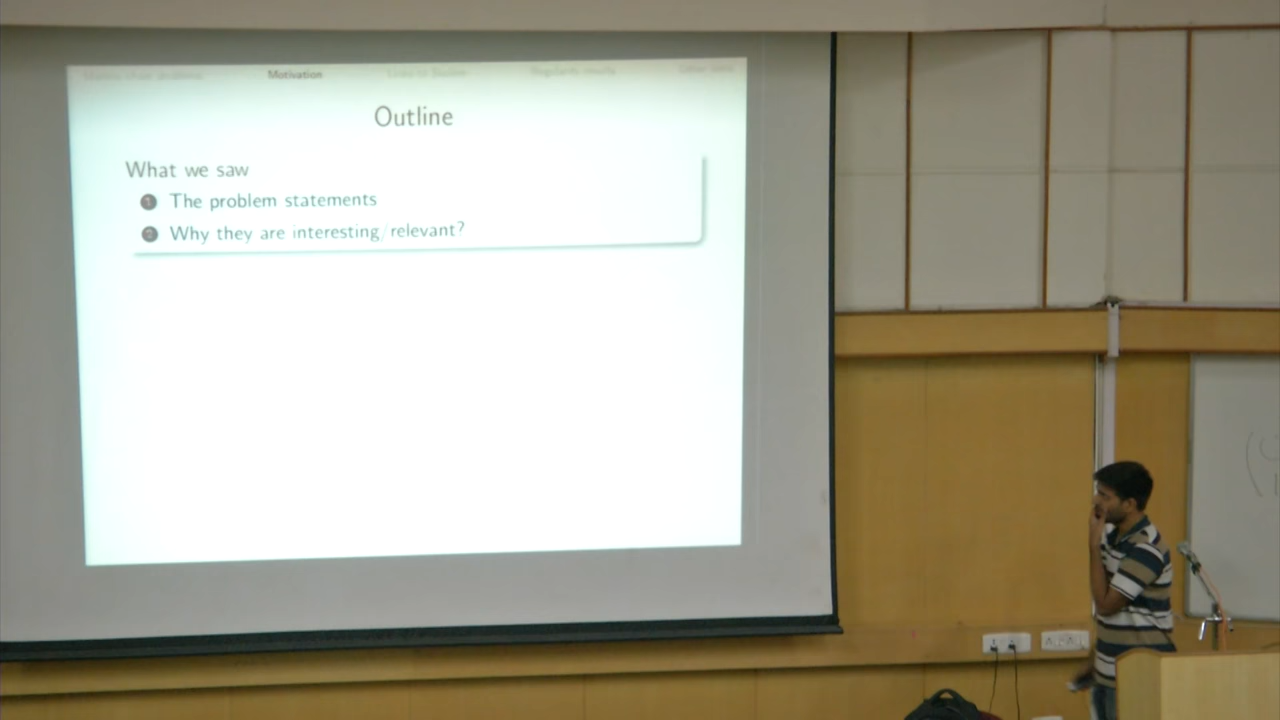 Motivation
Outline
What we saw
1 The problem statements
2 Why they are interesting/relevant?